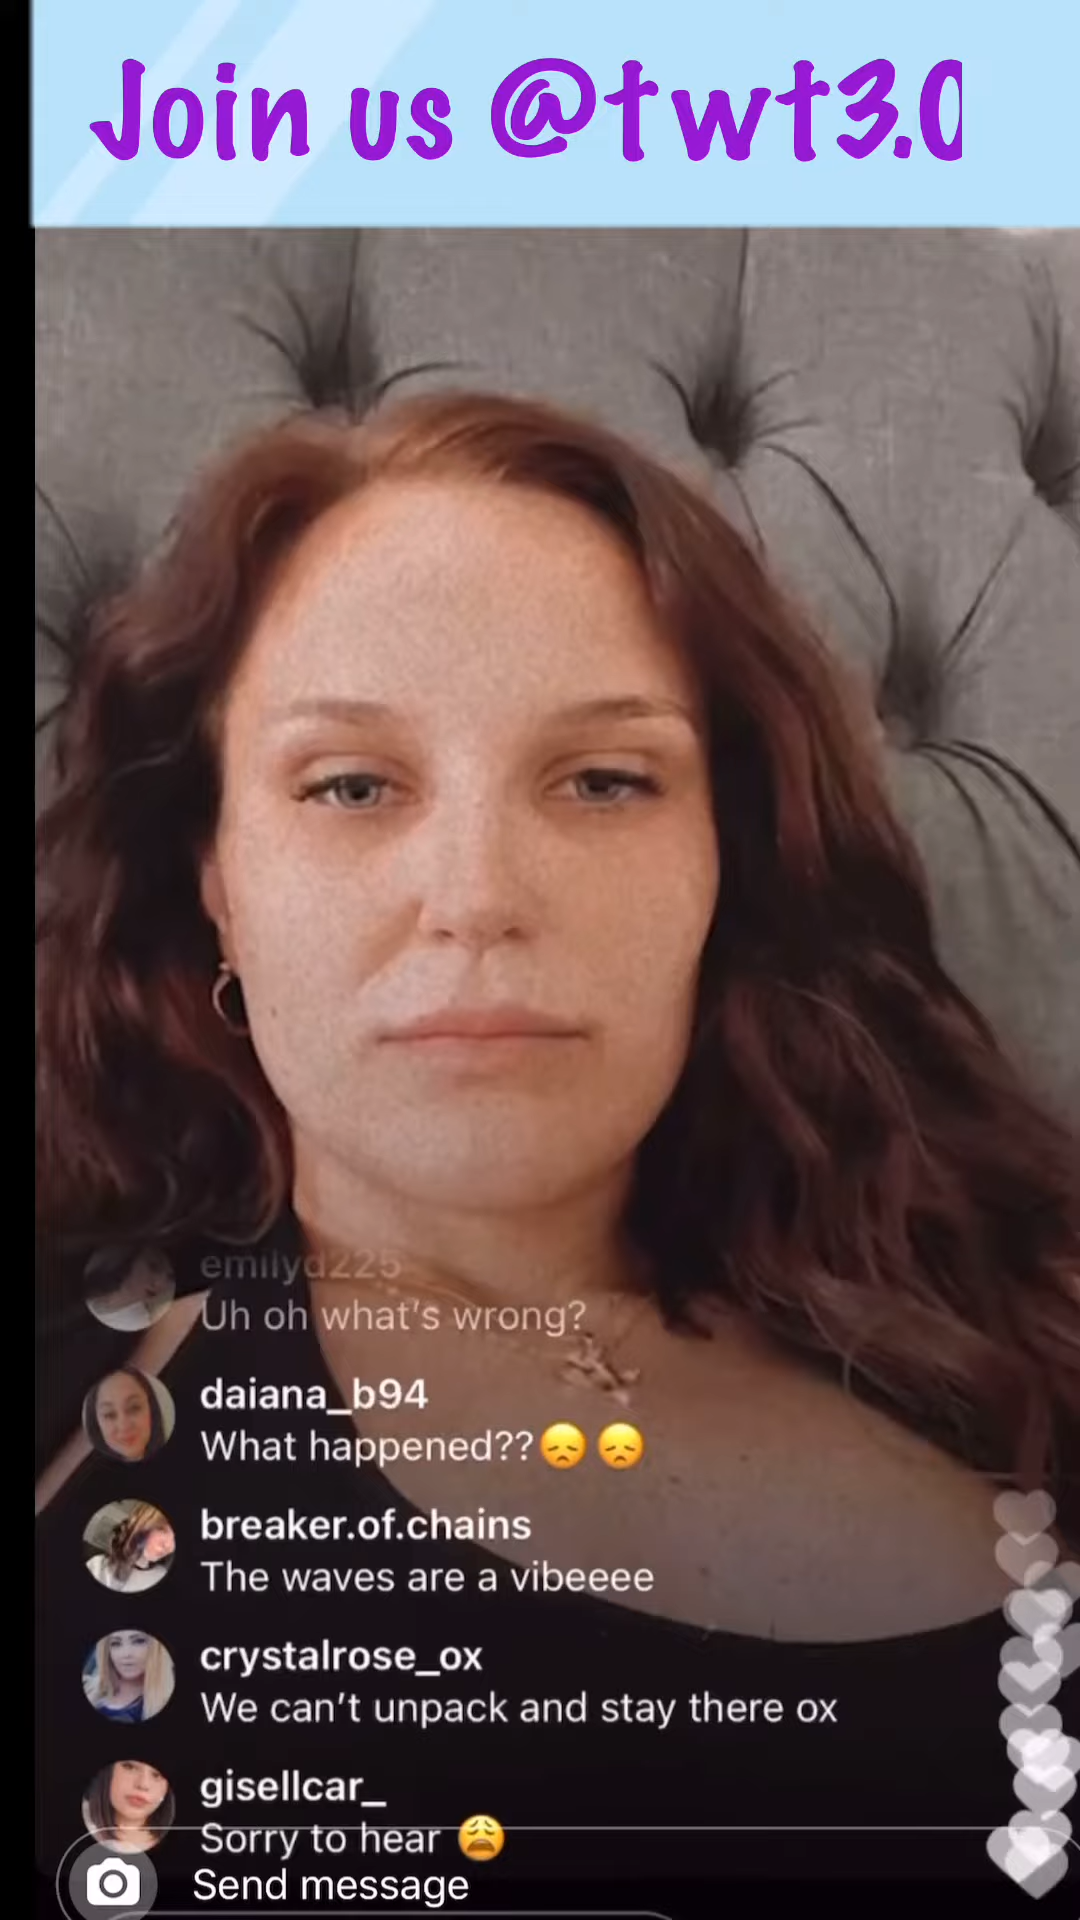 Join us @twt3.0
emilyd225
Uh oh what's wrong?
daiana_b94
What happened??😞😞
breaker.of.chains
The waves are a vibeeee
crystalrose_ox
We can't unpack and stay there ox
gisellcar_
Sorry to hear 😩
Send message